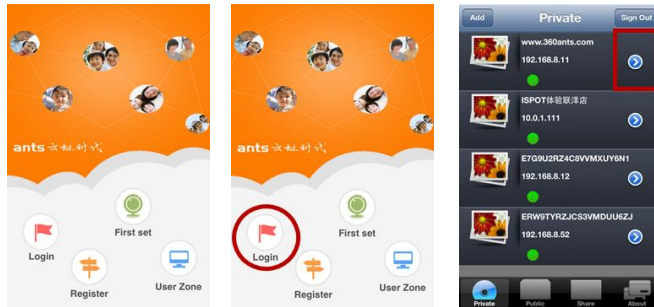 ants 云蚁时代
First set
Login
Register
User Zone
ants 云蚁时代
First set
Login
Register
User Zone
Add
Private
Sign Out
www.360ants.com
192.168.8.11
ISPOT体验联洋店
10.0.1.111
E7G9U2RZ4C8VVMXUY6N1
192.168.8.12
ERW9TYRZJCS3VMDUU6ZJ
192.168.8.52
Private
Public
Share
About